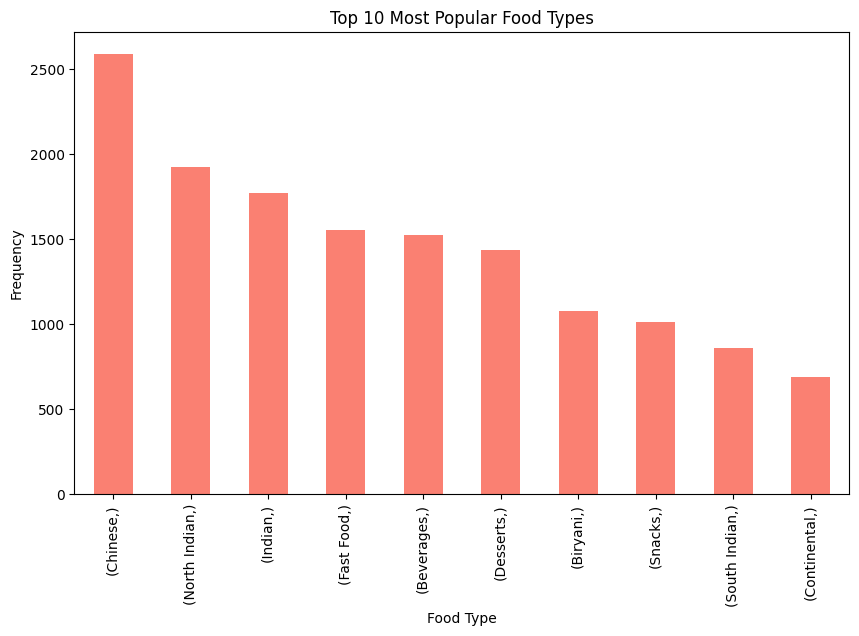 Top 10 Most Popular Food Types
Frequency
2500
2000
1500
1000
500
0
(Chinese,)
(North Indian,)
(Indian,)
(Fast Food,)
(Beverages,)
(Desserts,)
(Biryani,)
(Snacks,)
(South Indian,)
(Continental,)
Food Type